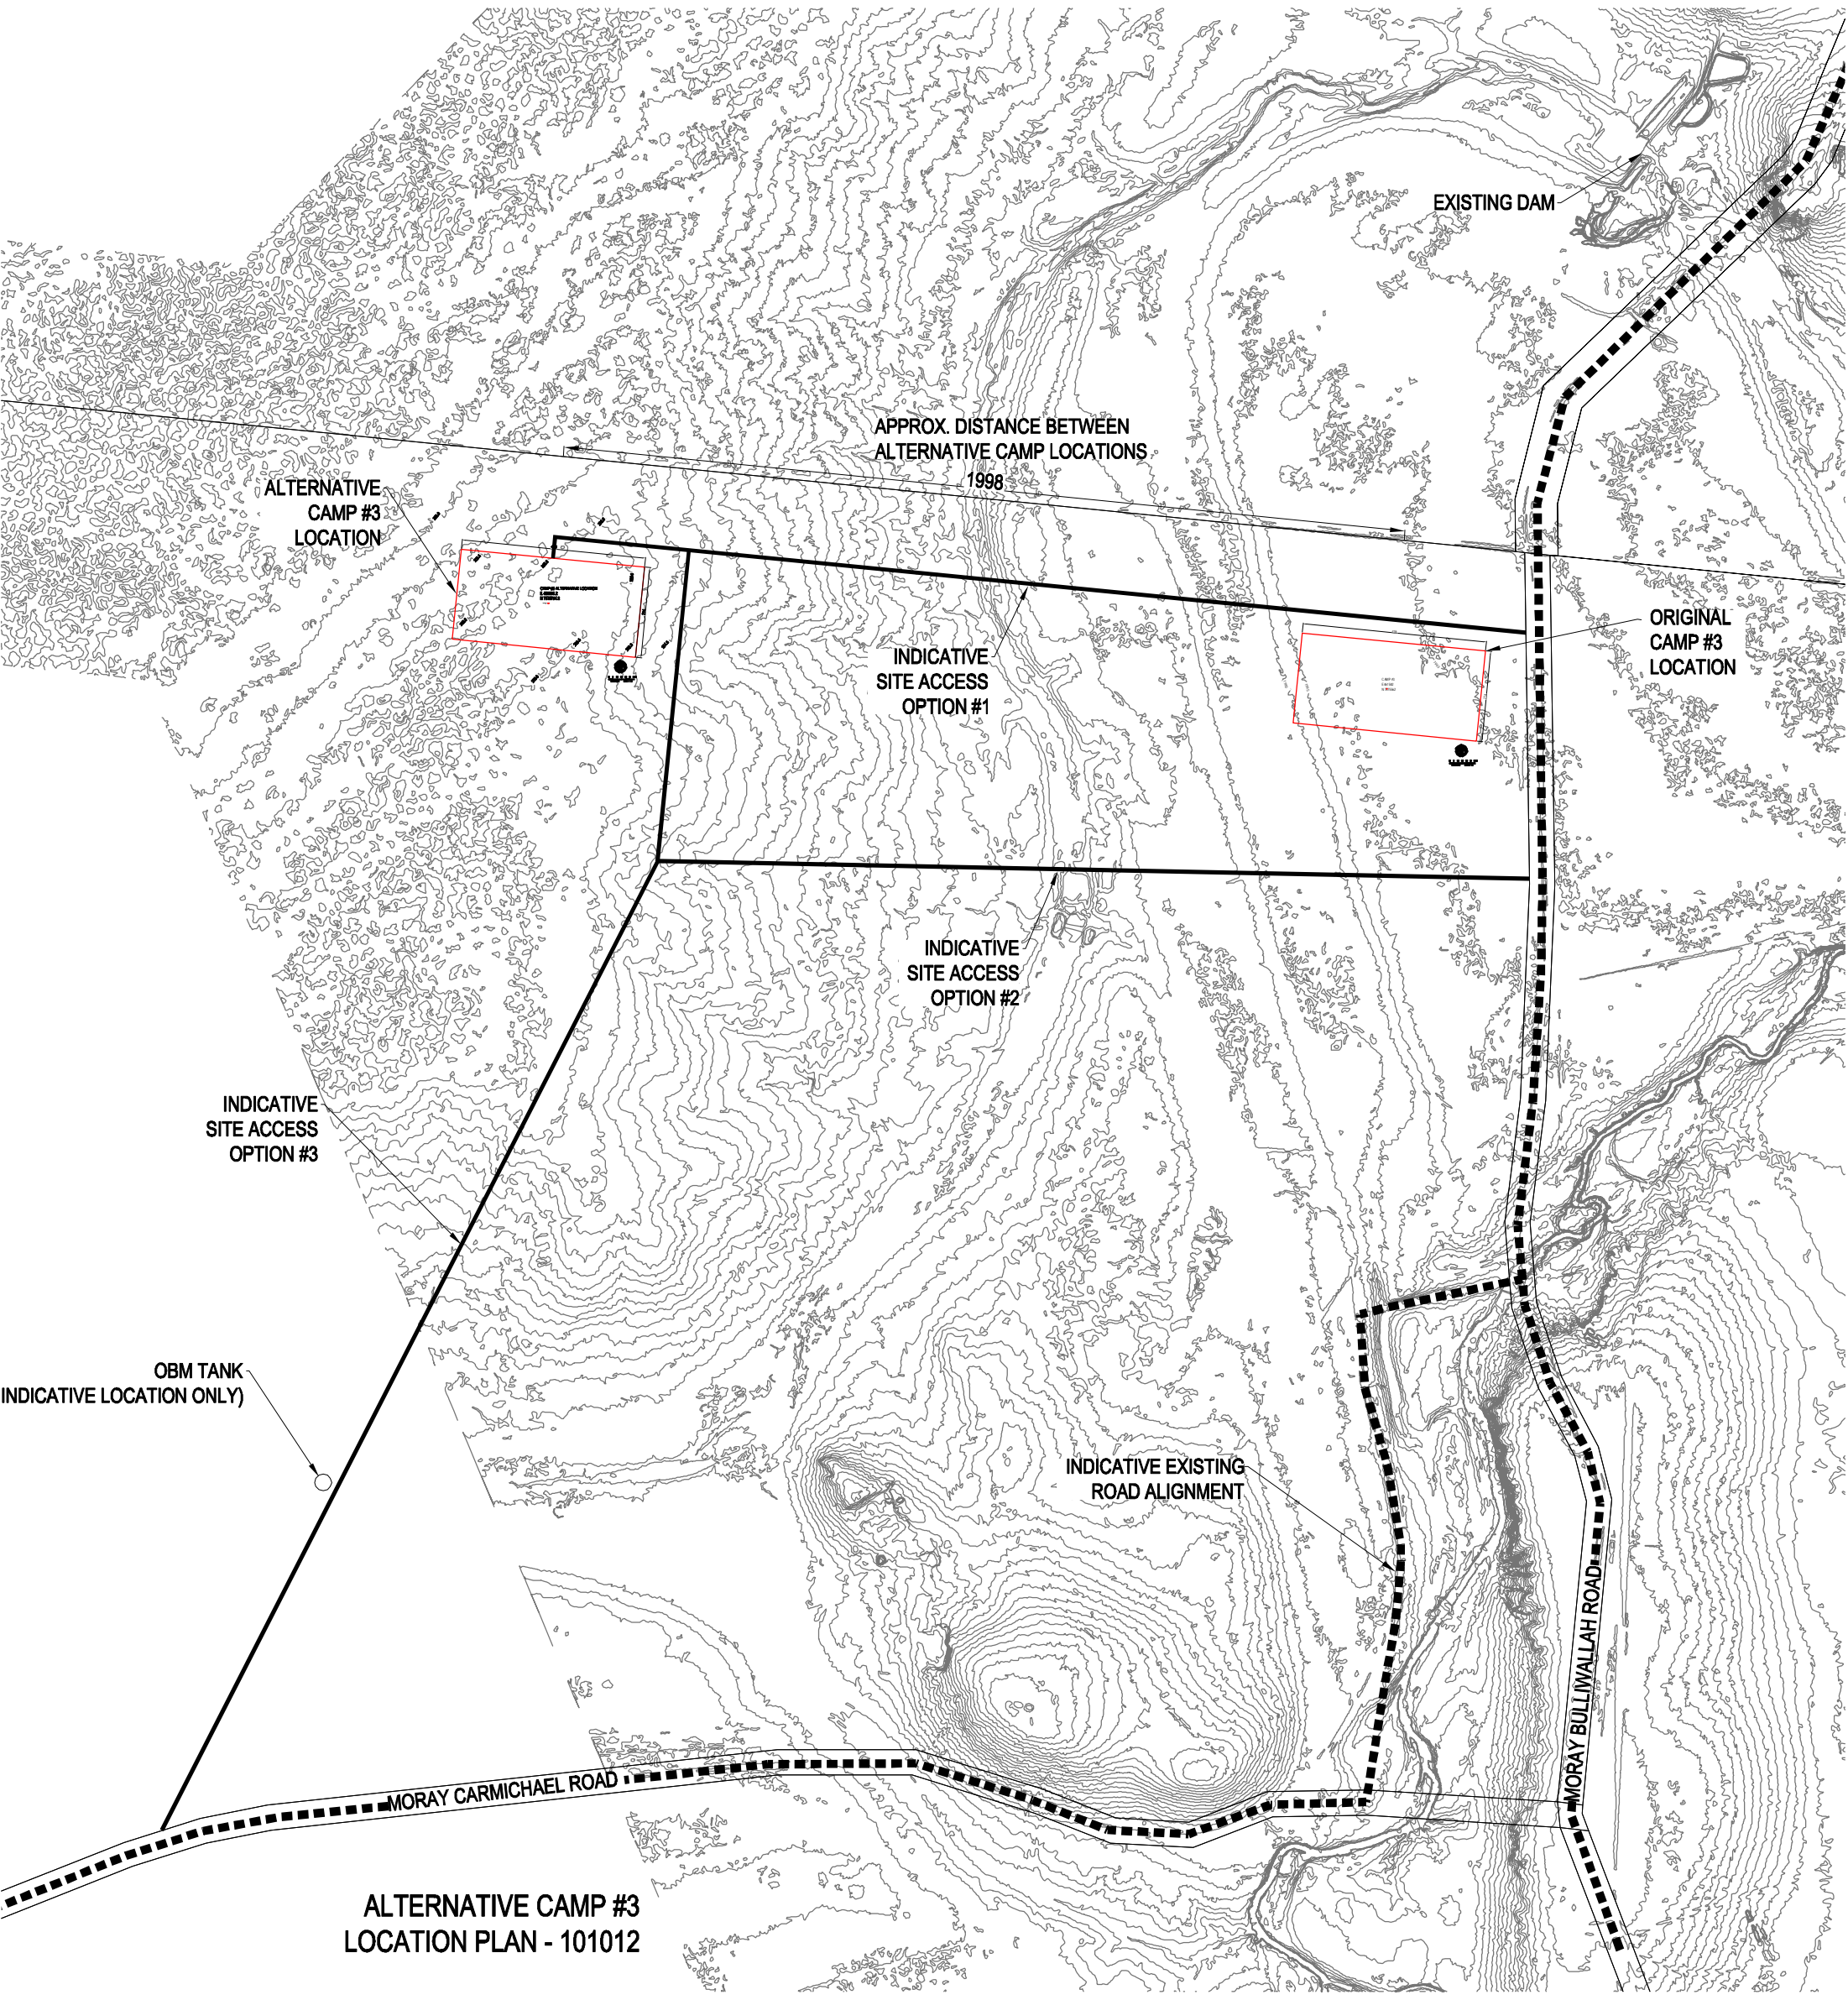 EXISTING DAM
APPROX. DISTANCE BETWEEN
ALTERNATIVE CAMP LOCATIONS
1998
ALTERNATIVE
CAMP #3
LOCATION
ORIGINAL
CAMP #3
LOCATION
INDICATIVE
SITE ACCESS
OPTION #1
INDICATIVE
SITE ACCESS
OPTION #2
INDICATIVE
SITE ACCESS
OPTION #3
OBM TANK
INDICATIVE LOCATION ONLY)
INDICATIVE EXISTING
ROAD ALIGNMENT
MORAY BULLIWALLAH ROAD
MORAY CARMICHAEL ROAD
ALTERNATIVE CAMP #3
LOCATION PLAN - 101012